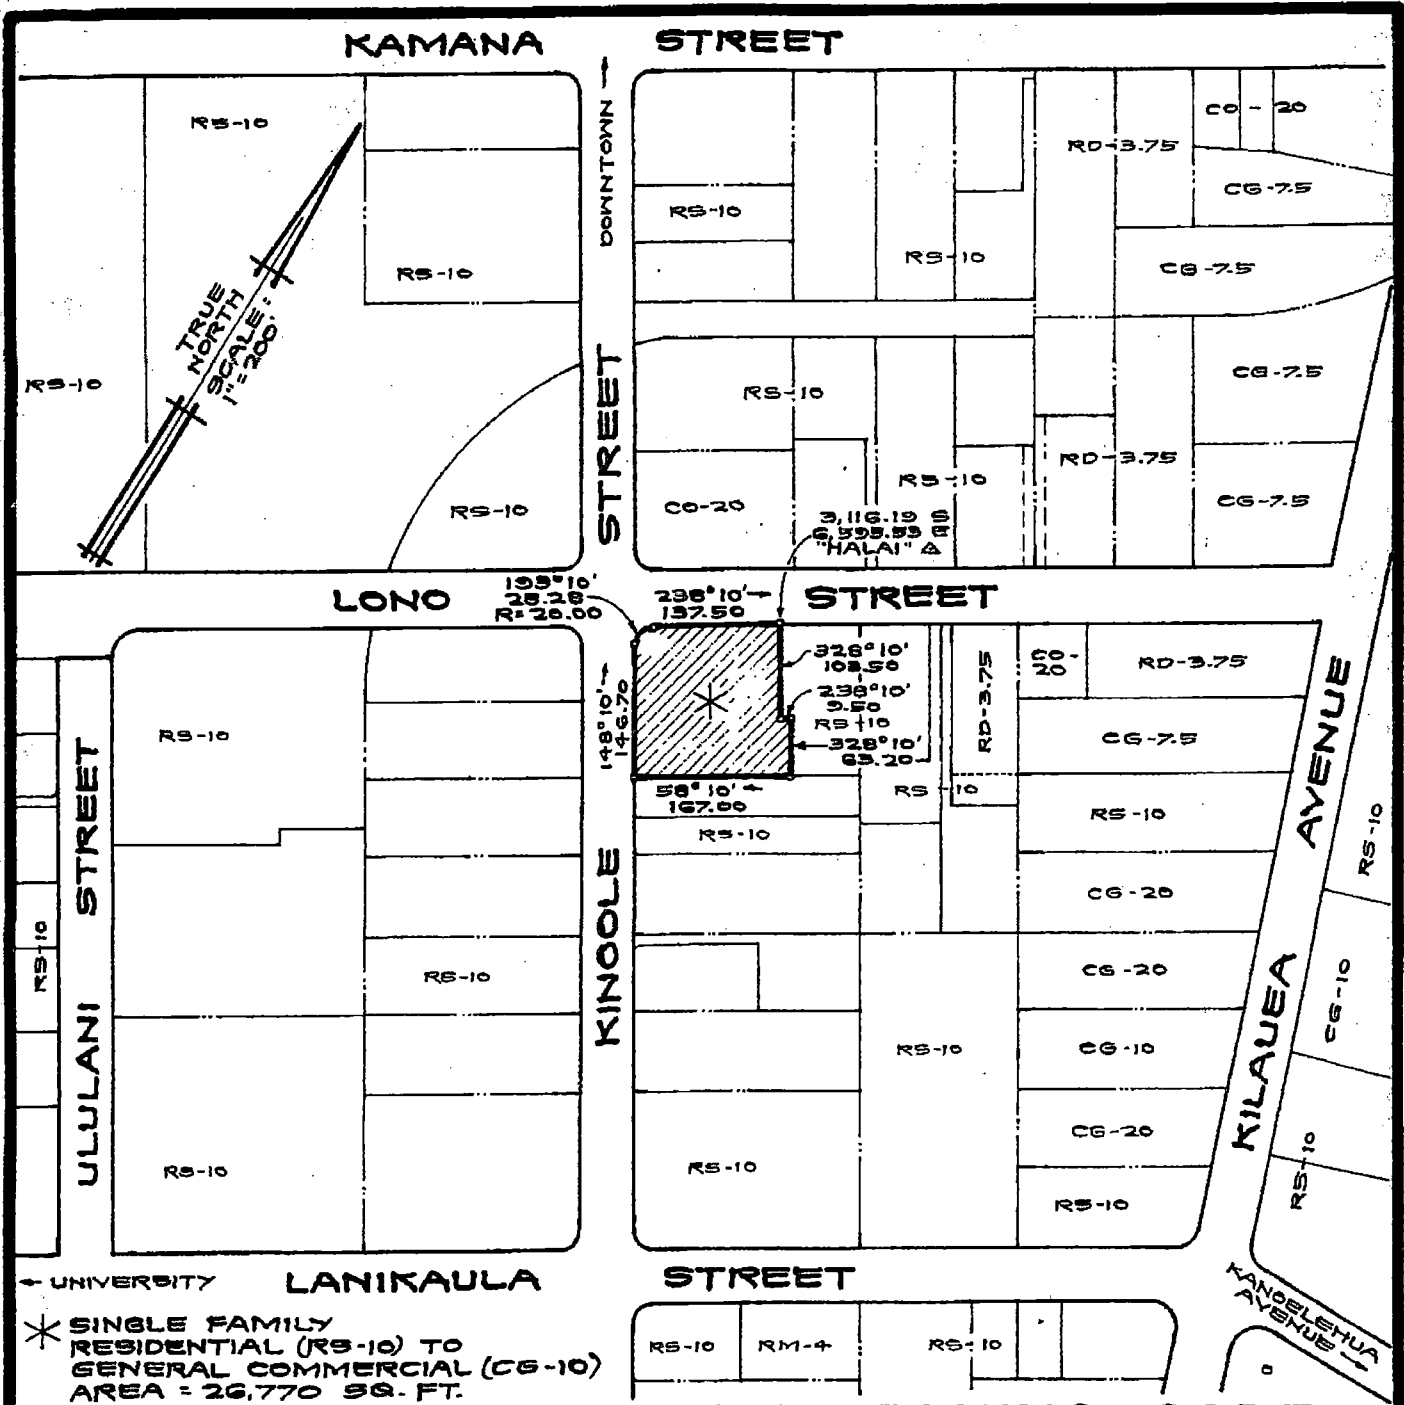 KAMANA STREET
DOWNTOWN
RS-10
CO - 20
RD-3.75
CG-7.5
RS-10
RS-10
RS-10
CG-7.5
TRUE
NORTH
SCALE:
1" = 200'
RS-10
RS-10
CG-7.5
STREET
RS-10
CO-20
RS-10
RD-3.75
CG-7.5
3,116.19 S
6,595.53 E
"HALAI" △
193°10'
28.28
R= 20.00
LONO STREET
238°10'
137.50
328°10'
103.50
238°10'
9.50
RS-10
328°10'
63.20
148°10'
146.70
58°10'
167.00
RD-3.75
CO-
20
RD-3.75
RS-10
CG-7.5
RS-10
RS-10
RS-10
CG-20
RS-10
RS-10
CG-20
RS-10
CG-10
RS-10
CG-10
CG-20
RS-10
RS-10
RS-10
RS-10
ULULANI STREET
KINOOLE
KILAUEA AVENUE
← UNIVERSITY
LANIKAULA STREET
KANOELEHUA
AVENUE →
RS-10
RM-4
RS-10
SINGLE FAMILY
RESIDENTIAL (RS-10) TO
GENERAL COMMERCIAL (CG-10)
AREA = 26,770 SQ. FT.